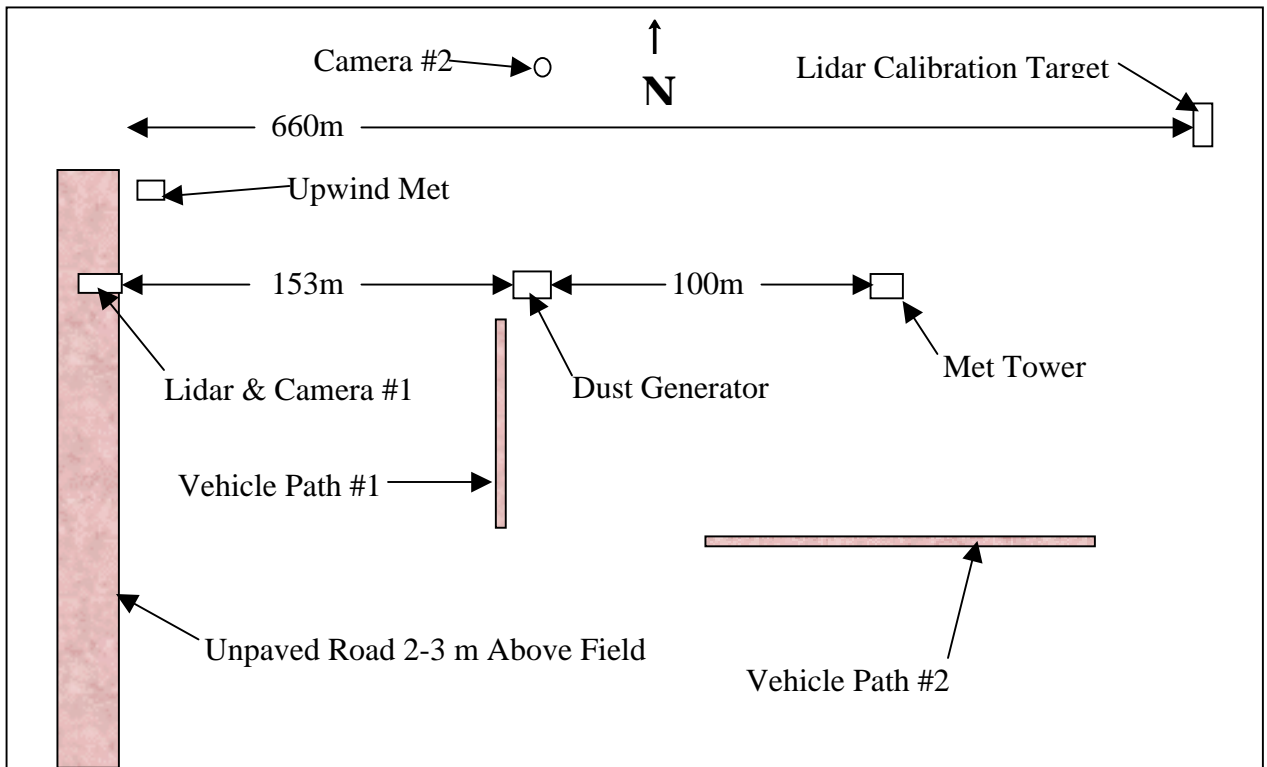 Camera #2
N
Lidar Calibration Target
660m
Upwind Met
153m
100m
Lidar & Camera #1
Dust Generator
Met Tower
Vehicle Path #1
Unpaved Road 2-3 m Above Field
Vehicle Path #2